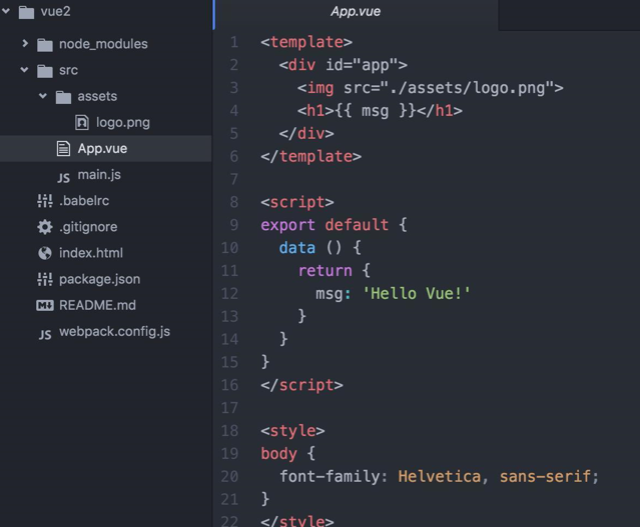 vue2
node_modules
src
assets
logo.png
App.vue
main.js
.babelrc
.gitignore
index.html
package.json
README.md
webpack.config.js
App.vue
1 <template>
2   <div id="app">
3     <img src="./assets/logo.png">
4     <h1>{{ msg }}</h1>
5   </div>
6 </template>
7
8 <script>
9 export default {
10   data () {
11     return {
12       msg: 'Hello Vue!'
13     }
14   }
15 }
16 </script>
17
18 <style>
19 body {
20   font-family: Helvetica, sans-serif;
21 }
22 </style>